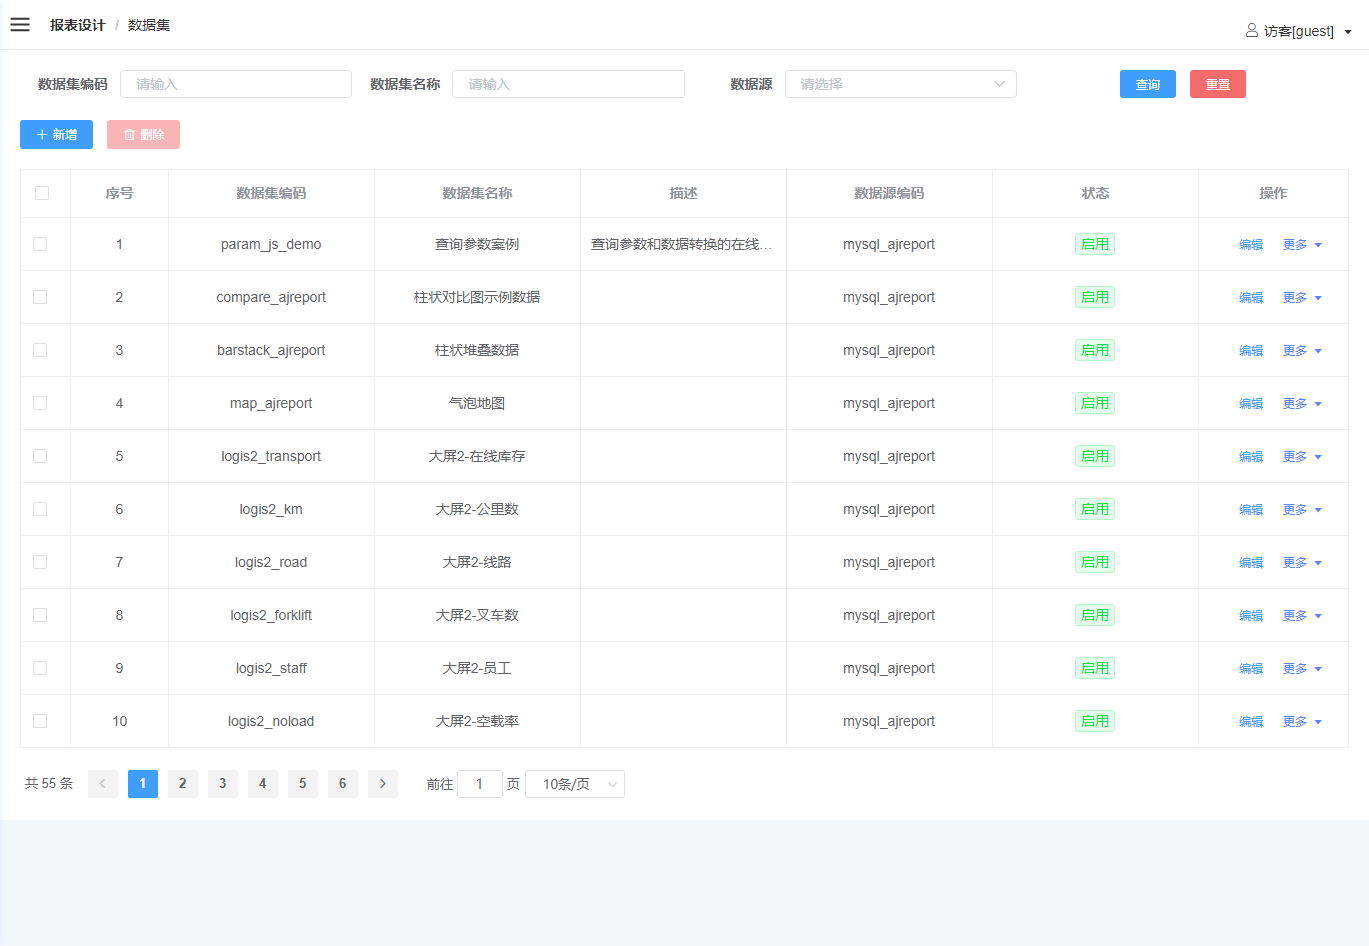 报表设计 / 数据集
访客[guest]
数据集编码 请输入 数据集名称 请输入 数据源 请选择 查询 重置
新增 删除
序号 数据集编码 数据集名称 描述 数据源编码 状态 操作
1 param_js_demo 查询参数案例 查询参数和数据转换的在线... mysql_ajreport 启用 编辑 更多
2 compare_ajreport 柱状对比图示例数据 mysql_ajreport 启用 编辑 更多
3 barstack_ajreport 柱状堆叠数据 mysql_ajreport 启用 编辑 更多
4 map_ajreport 气泡地图 mysql_ajreport 启用 编辑 更多
5 logis2_transport 大屏2-在线库存 mysql_ajreport 启用 编辑 更多
6 logis2_km 大屏2-公里数 mysql_ajreport 启用 编辑 更多
7 logis2_road 大屏2-线路 mysql_ajreport 启用 编辑 更多
8 logis2_forklift 大屏2-叉车数 mysql_ajreport 启用 编辑 更多
9 logis2_staff 大屏2-员工 mysql_ajreport 启用 编辑 更多
10 logis2_noload 大屏2-空载率 mysql_ajreport 启用 编辑 更多
共 55 条 1 2 3 4 5 6 前往 1 页 10条/页